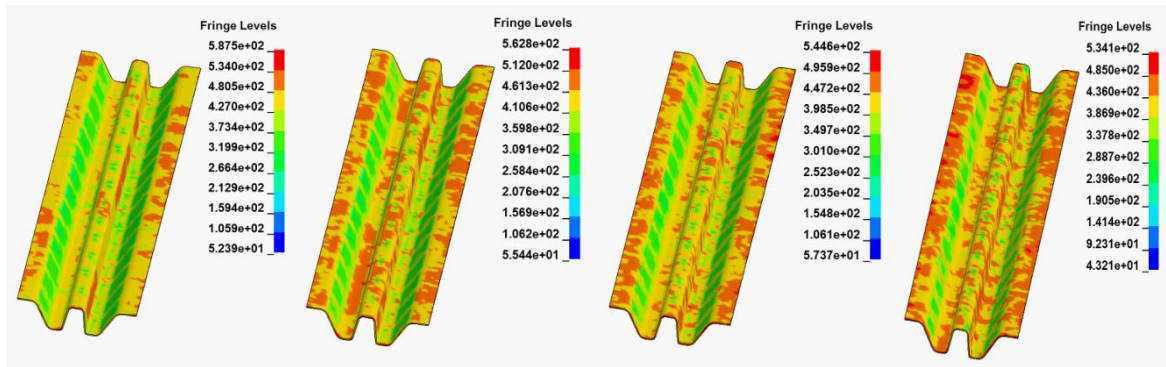 Fringe Levels
5.875e+02
5.340e+02
4.805e+02
4.270e+02
3.734e+02
3.199e+02
2.664e+02
2.129e+02
1.594e+02
1.059e+02
5.239e+01
Fringe Levels
5.628e+02
5.120e+02
4.613e+02
4.106e+02
3.598e+02
3.091e+02
2.584e+02
2.076e+02
1.569e+02
1.062e+02
5.544e+01
Fringe Levels
5.446e+02
4.959e+02
4.472e+02
3.985e+02
3.497e+02
3.010e+02
2.523e+02
2.035e+02
1.548e+02
1.061e+02
5.737e+01
Fringe Levels
5.341e+02
4.850e+02
4.360e+02
3.869e+02
3.378e+02
2.887e+02
2.396e+02
1.905e+02
1.414e+02
9.231e+01
4.321e+01